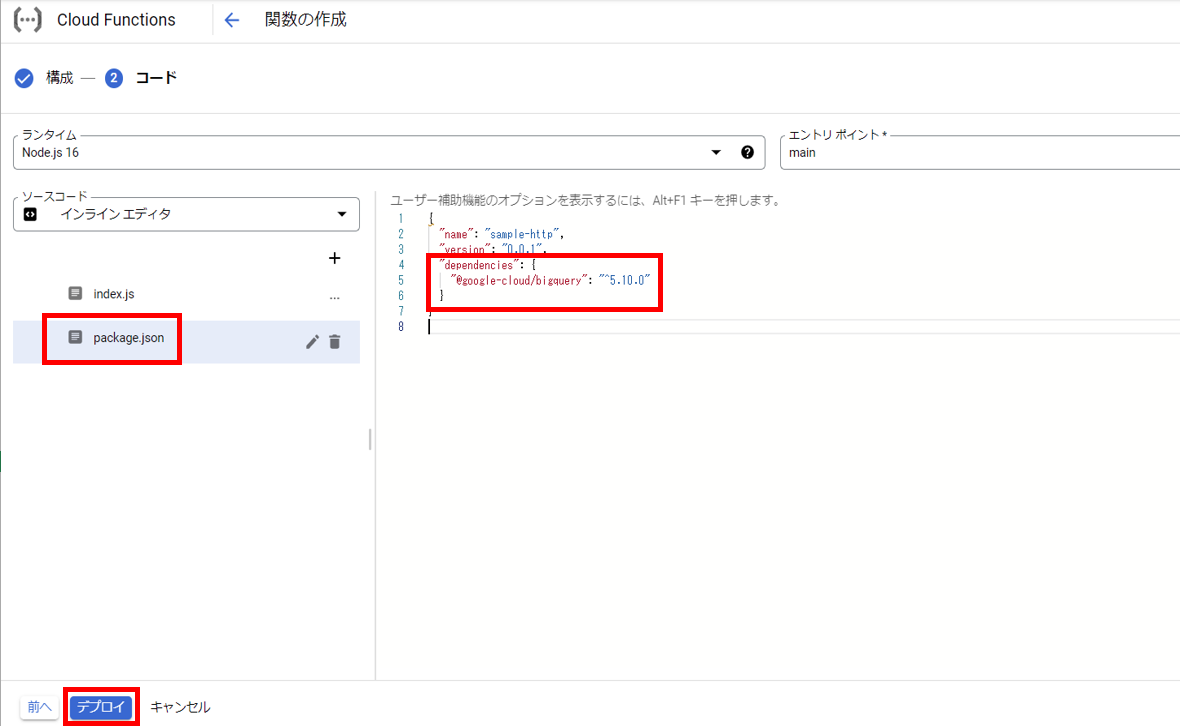 Cloud Functions
関数の作成
構成
2 コード
ランタイム
Node.js 16
エントリ ポイント *
main
ソースコード
インライン エディタ
index.js
package.json
ユーザー補助機能のオプションを表示するには、Alt+F1 キーを押します。
1 {
2 "name": "sample-http",
3 "version": "0.0.1",
4 "dependencies": {
5 "@google-cloud/bigquery": "^5.10.0"
6 }
7 }
8
前へ
デプロイ
キャンセル